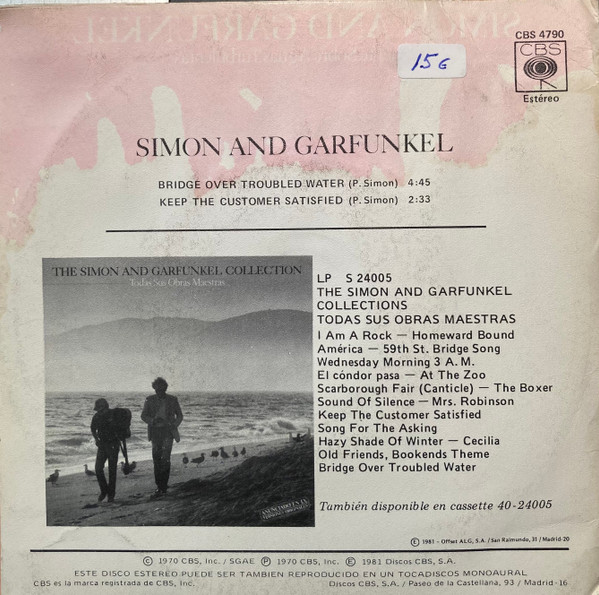 CBS 4790
CBS
Estéreo
15 G
SIMON AND GARFUNKEL
BRIDGE OVER TROUBLED WATER (P. Simon) 4:45
KEEP THE CUSTOMER SATISFIED (P. Simon) 2:33
THE SIMON AND GARFUNKEL COLLECTION
Todas Sus Obras Maestras
LP S 24005
THE SIMON AND GARFUNKEL
COLLECTIONS
TODAS SUS OBRAS MAESTRAS
I Am A Rock — Homeward Bound
América — 59th St. Bridge Song
Wednesday Morning 3 A. M.
El cóndor pasa — At The Zoo
Scarborough Fair (Canticle) — The Boxer
Sound Of Silence — Mrs. Robinson
Keep The Customer Satisfied
Song For The Asking
Hazy Shade Of Winter — Cecilia
Old Friends, Bookends Theme
Bridge Over Troubled Water
ANUNCIADO EN TV
También disponible en cassette 40-24005
Ⓔ 1981 - Offset ALG, S.A. / San Raimundo, 31 / Madrid-20
© 1970 CBS, Inc. / SGAE Ⓟ 1970 CBS, Inc. Ⓔ 1981 Discos CBS, S.A.
ESTE DISCO ESTEREO PUEDE SER TAMBIEN REPRODUCIDO EN UN TOCADISCOS MONOAURAL
CBS es la marca registrada de CBS, Inc. Discos CBS, S.A. / Paseo de la Castellana, 93 / Madrid-16